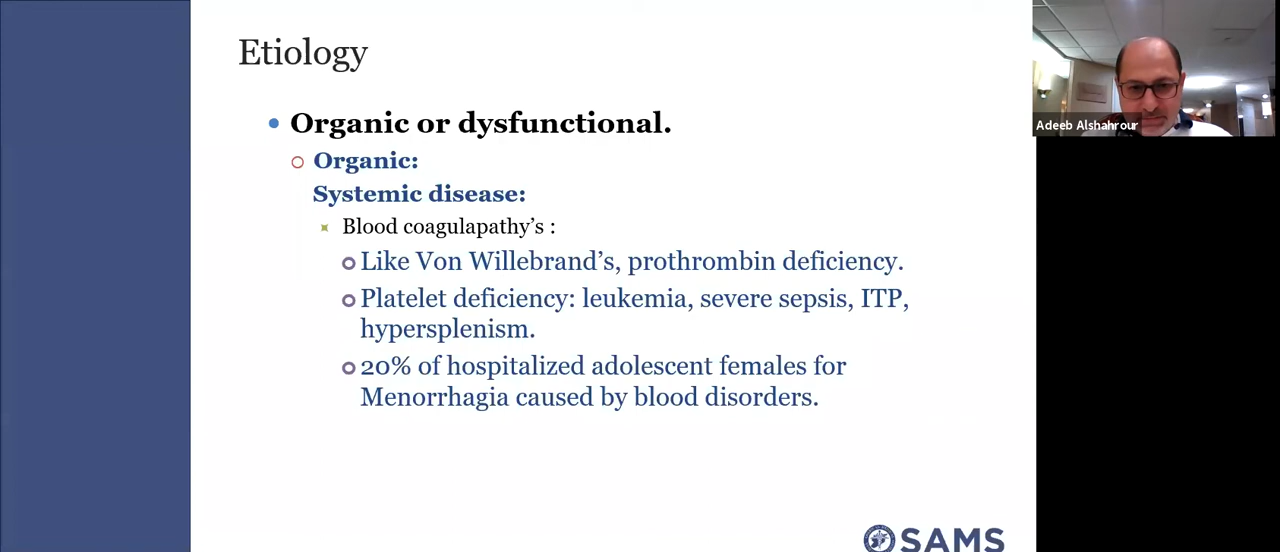 Etiology
Organic or dysfunctional.
Organic:
Systemic disease:
Blood coagulapathy's :
Like Von Willebrand's, prothrombin deficiency.
Platelet deficiency: leukemia, severe sepsis, ITP,
hypersplenism.
20% of hospitalized adolescent females for
Menorrhagia caused by blood disorders.
SAMS
Adeeb Alshahrour